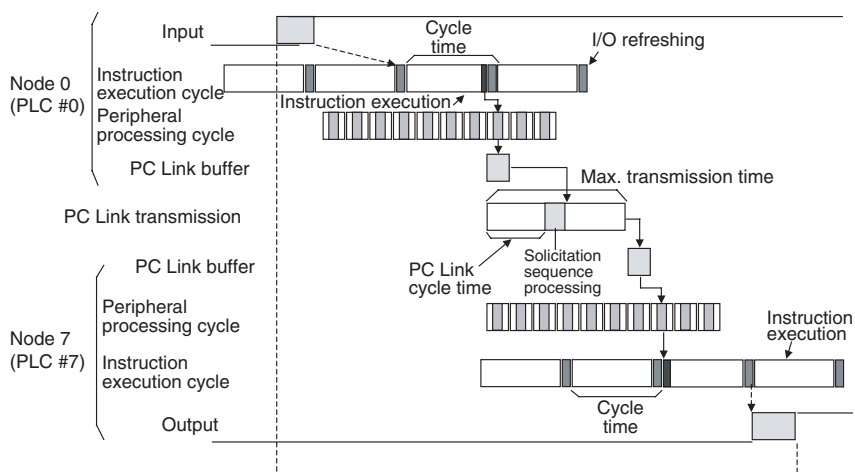 Input
Cycle
time
I/O refreshing
Node 0
(PLC #0)
Instruction
execution cycle
Instruction execution
Peripheral
processing cycle
PC Link buffer
Max. transmission time
PC Link transmission
PC Link buffer
PC Link
cycle time
Solicitation
sequence
processing
Node 7
(PLC #7)
Peripheral
processing cycle
Instruction
execution
Instruction
execution cycle
Cycle
time
Output